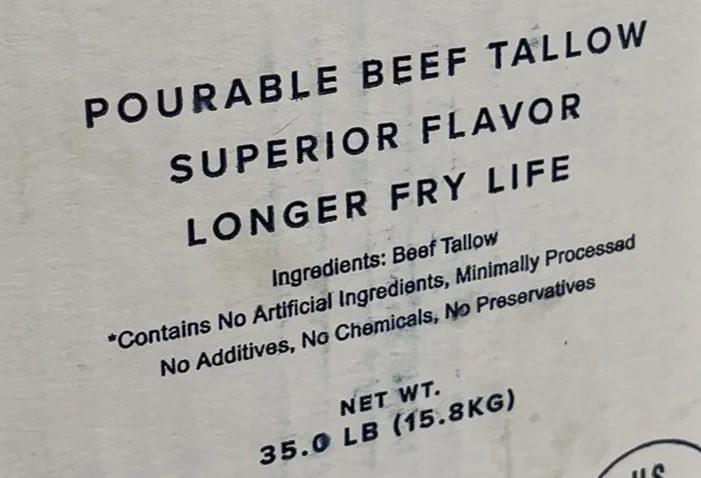 POURABLE BEEF TALLOW
SUPERIOR FLAVOR
LONGER FRY LIFE
Ingredients: Beef Tallow
*Contains No Artificial Ingredients, Minimally Processed
No Additives, No Chemicals, No Preservatives
NET WT.
35.0 LB (15.8KG)
U.S.